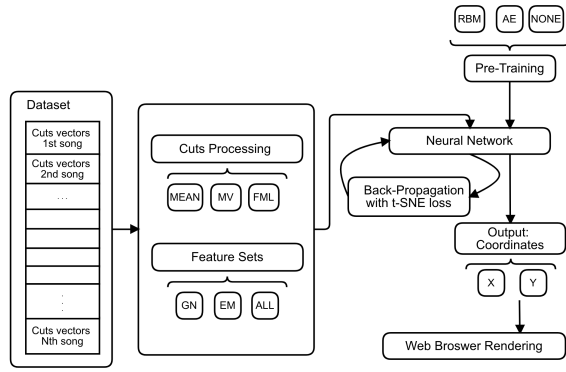 RBM AE NONE
Pre-Training
Dataset
Cuts vectors
1st song
Cuts vectors
2nd song
...
.
.
.
Cuts vectors
Nth song
Cuts Processing
MEAN MV FML
Feature Sets
GN EM ALL
Neural Network
Back-Propagation
with t-SNE loss
Output:
Coordinates
X Y
Web Broswer Rendering